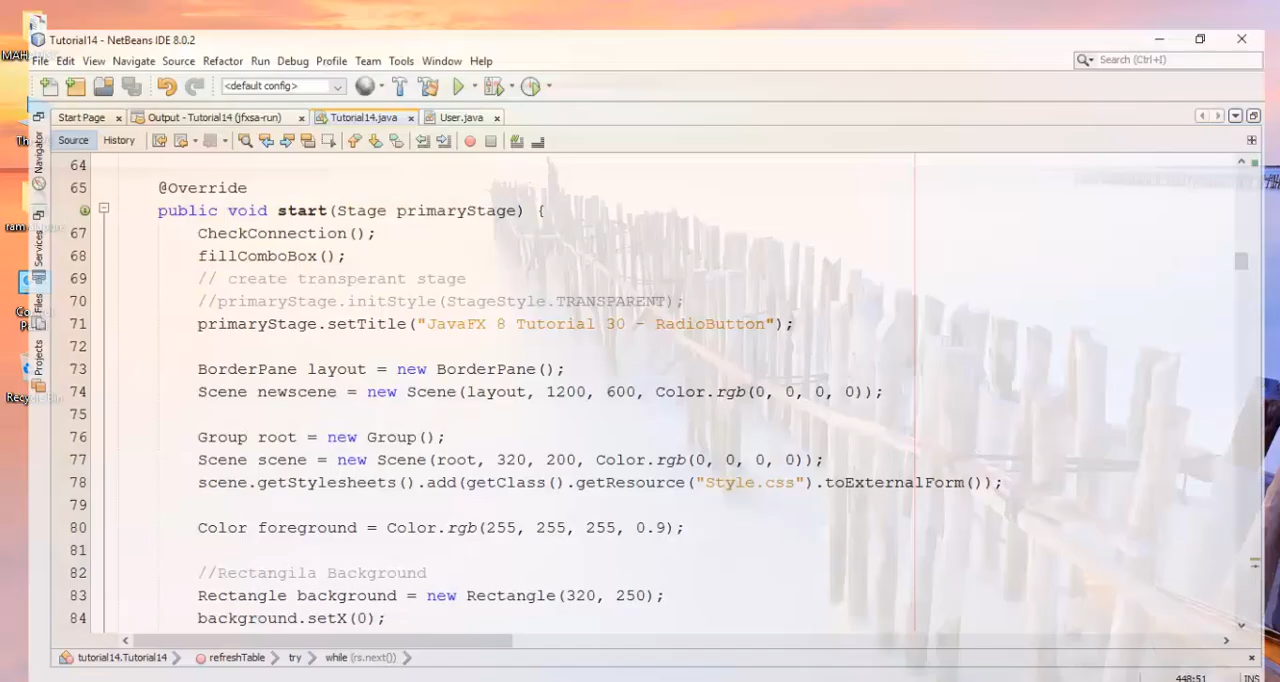 Tutorial14 - NetBeans IDE 8.0.2
File Edit View Navigate Source Refactor Run Debug Profile Team Tools Window Help
Search (Ctrl+I)
<default config>
Start Page
Output - Tutorial14 (jfxsa-run)
Tutorial14.java
User.java
Source History
Navigator
Services
Files
Projects
Recycle Bin
64
65 @Override
public void start(Stage primaryStage) {
67 CheckConnection();
68 fillComboBox();
69 // create transperant stage
70 //primaryStage.initStyle(StageStyle.TRANSPARENT);
71 primaryStage.setTitle("JavaFX 8 Tutorial 30 - RadioButton");
72
73 BorderPane layout = new BorderPane();
74 Scene newscene = new Scene(layout, 1200, 600, Color.rgb(0, 0, 0, 0));
75
76 Group root = new Group();
77 Scene scene = new Scene(root, 320, 200, Color.rgb(0, 0, 0, 0));
78 scene.getStylesheets().add(getClass().getResource("Style.css").toExternalForm());
79
80 Color foreground = Color.rgb(255, 255, 255, 0.9);
81
82 //Rectangila Background
83 Rectangle background = new Rectangle(320, 250);
84 background.setX(0);
tutorial14.Tutorial14 refreshTable try while (rs.next())
448:51 INS